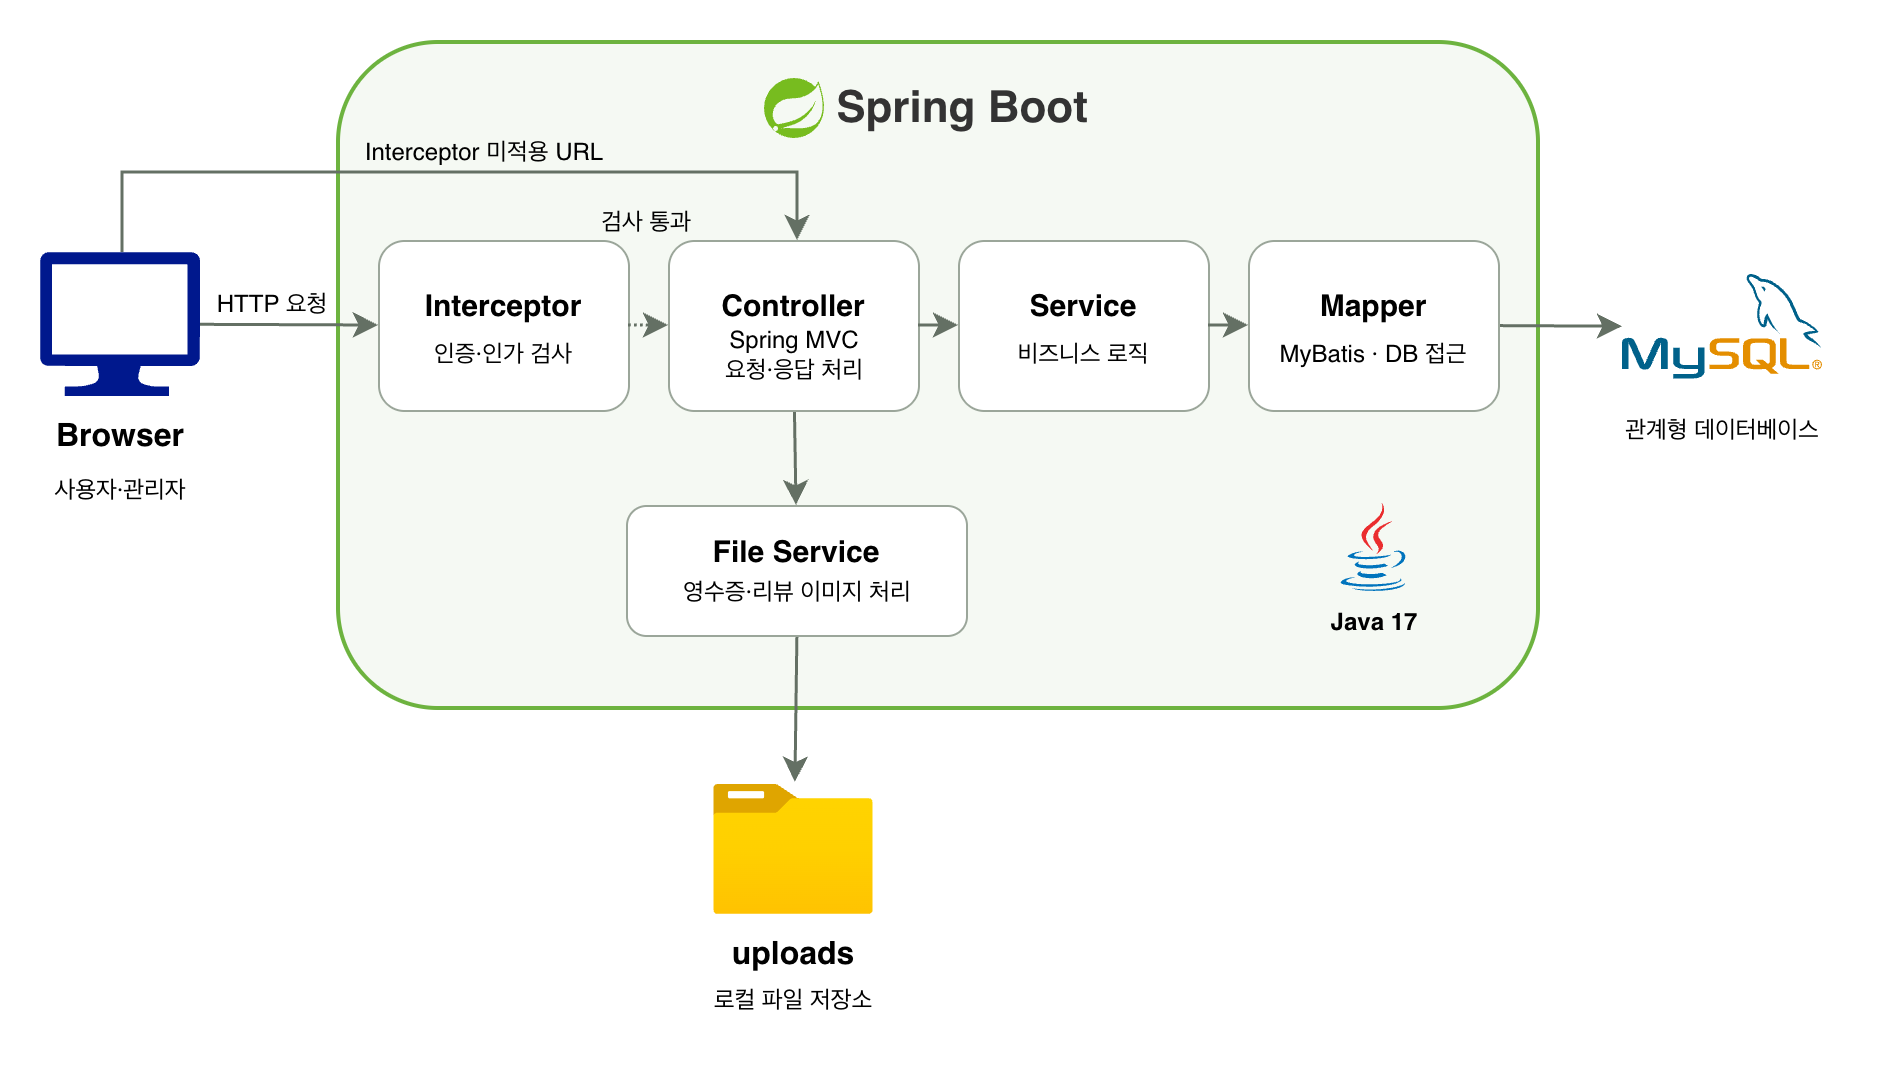 Spring Boot
Interceptor 미적용 URL
검사 통과
HTTP 요청
Interceptor
인증·인가 검사
Controller
Spring MVC
요청·응답 처리
Service
비즈니스 로직
Mapper
MyBatis · DB 접근
MySQL®
관계형 데이터베이스
Browser
사용자·관리자
File Service
영수증·리뷰 이미지 처리
Java 17
uploads
로컬 파일 저장소